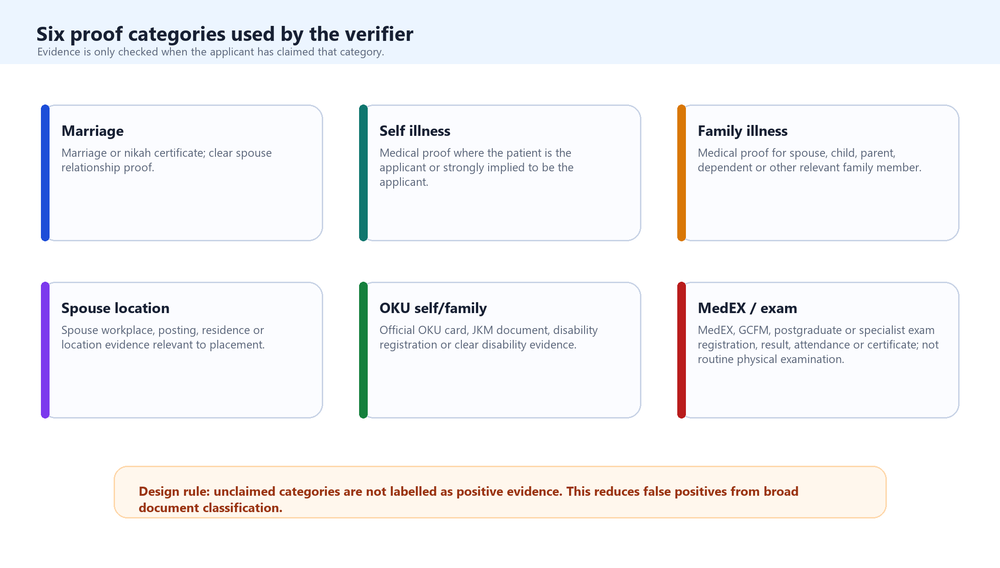 Six proof categories used by the verifier
Evidence is only checked when the applicant has claimed that category.
Marriage
Marriage or nikah certificate; clear spouse
relationship proof.
Self illness
Medical proof where the patient is the
applicant or strongly implied to be the
applicant.
Family illness
Medical proof for spouse, child, parent,
dependent or other relevant family member.
Spouse location
Spouse workplace, posting, residence or
location evidence relevant to placement.
OKU self/family
Official OKU card, JKM document, disability
registration or clear disability evidence.
MedEX / exam
MedEX, GCFM, postgraduate or specialist exam
registration, result, attendance or certificate; not
routine physical examination.
Design rule: unclaimed categories are not labelled as positive evidence. This reduces false positives from broad
document classification.